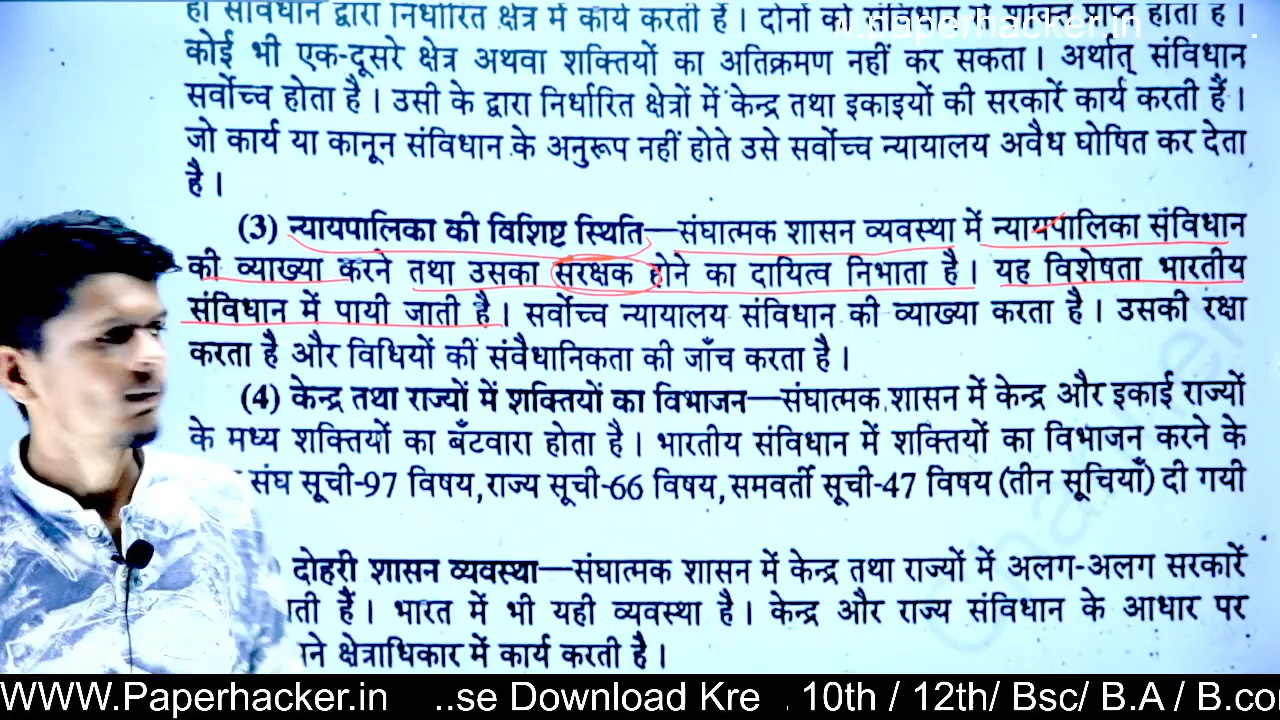 ही संविधान द्वारा निर्धारित क्षेत्र में कार्य करती हैं। दोनों को संविधान से शक्ति प्राप्त होता है।
.paperhacker.in
कोई भी एक-दूसरे क्षेत्र अथवा शक्तियों का अतिक्रमण नहीं कर सकता। अर्थात् संविधान
सर्वोच्च होता है। उसी के द्वारा निर्धारित क्षेत्रों में केन्द्र तथा इकाइयों की सरकारें कार्य करती हैं।
जो कार्य या कानून संविधान के अनुरूप नहीं होते उसे सर्वोच्च न्यायालय अवैध घोषित कर देता
है।
(3) न्यायपालिका की विशिष्ट स्थिति—संघात्मक शासन व्यवस्था में न्यायपालिका संविधान
की व्याख्या करने तथा उसका सरक्षक होने का दायित्व निभाता है। यह विशेषता भारतीय
संविधान में पायी जाती है। सर्वोच्च न्यायालय संविधान की व्याख्या करता है। उसकी रक्षा
करता है और विधियों कीं संवैधानिकता की जाँच करता है।
(4) केन्द्र तथा राज्यों में शक्तियों का विभाजन—संघात्मक शासन में केन्द्र और इकाई राज्यों
के मध्य शक्तियों का बँटवारा होता है। भारतीय संविधान में शक्तियों का विभाजन करने के
संघ सूची-97 विषय, राज्य सूची-66 विषय, समवर्ती सूची-47 विषय (तीन सूचियाँ) दी गयी
दोहरी शासन व्यवस्था—संघात्मक शासन में केन्द्र तथा राज्यों में अलग-अलग सरकारें
ती हैं। भारत में भी यही व्यवस्था है। केन्द्र और राज्य संविधान के आधार पर
ने क्षेत्राधिकार में कार्य करती है।
WWW.Paperhacker.in ..se Download Kre . 10th / 12th/ Bsc/ B.A / B.co